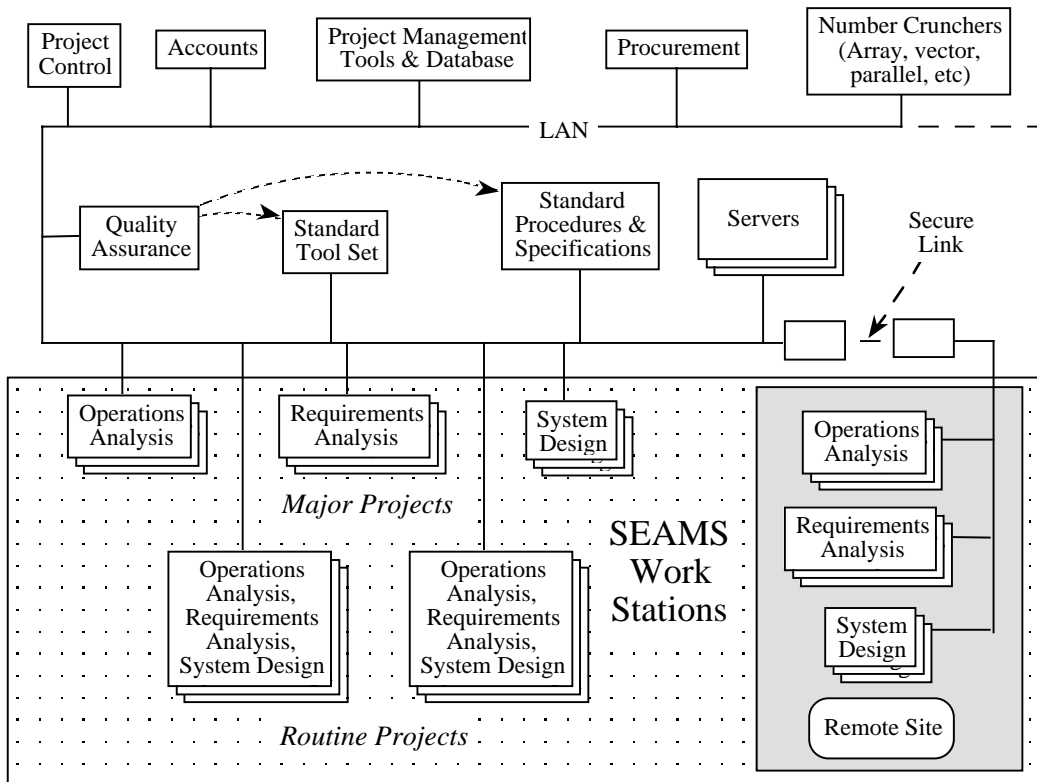 Project
Control
Accounts
Project Management
Tools & Database
Procurement
Number Crunchers
(Array, vector,
parallel, etc)
LAN
Quality
Assurance
Standard
Tool Set
Standard
Procedures &
Specifications
Servers
Secure
Link
Operations
Analysis
Requirements
Analysis
System
Design
Major Projects
Operations
Analysis,
Requirements
Analysis,
System Design
Operations
Analysis,
Requirements
Analysis,
System Design
Routine Projects
SEAMS
Work
Stations
Operations
Analysis
Requirements
Analysis
System
Design
Remote Site